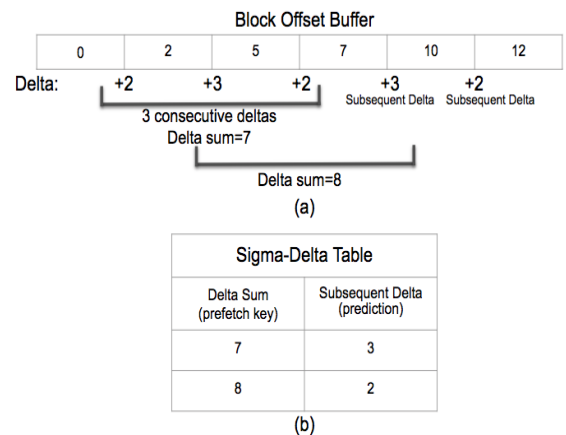 Block Offset Buffer
0 2 5 7 10 12
Delta: +2 +3 +2 +3 +2
Subsequent Delta Subsequent Delta
3 consecutive deltas
Delta sum=7
Delta sum=8
(a)
Sigma-Delta Table
Delta Sum Subsequent Delta
(prefetch key) (prediction)
7 3
8 2
(b)